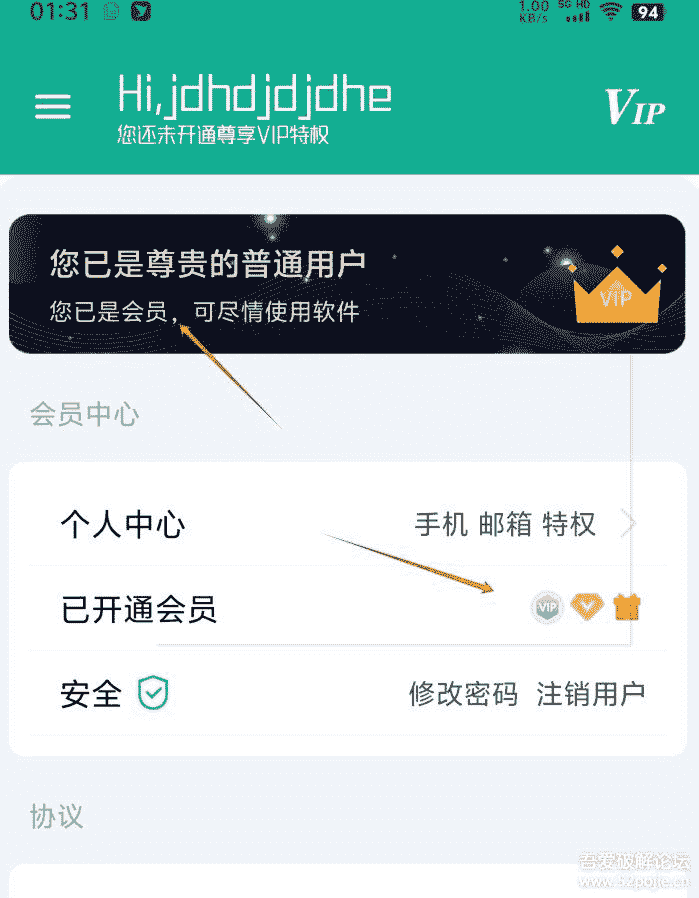 01:31
1.00 KB/s 5G HD 94
Hi,jdhdjdjdhe
您还未开通尊享VIP特权
VIP
您已是尊贵的普通用户
您已是会员，可尽情使用软件
VIP
会员中心
个人中心 手机 邮箱 特权
已开通会员 VIP
安全 修改密码 注销用户
协议
吾爱破解论坛
www.52pojie.cn